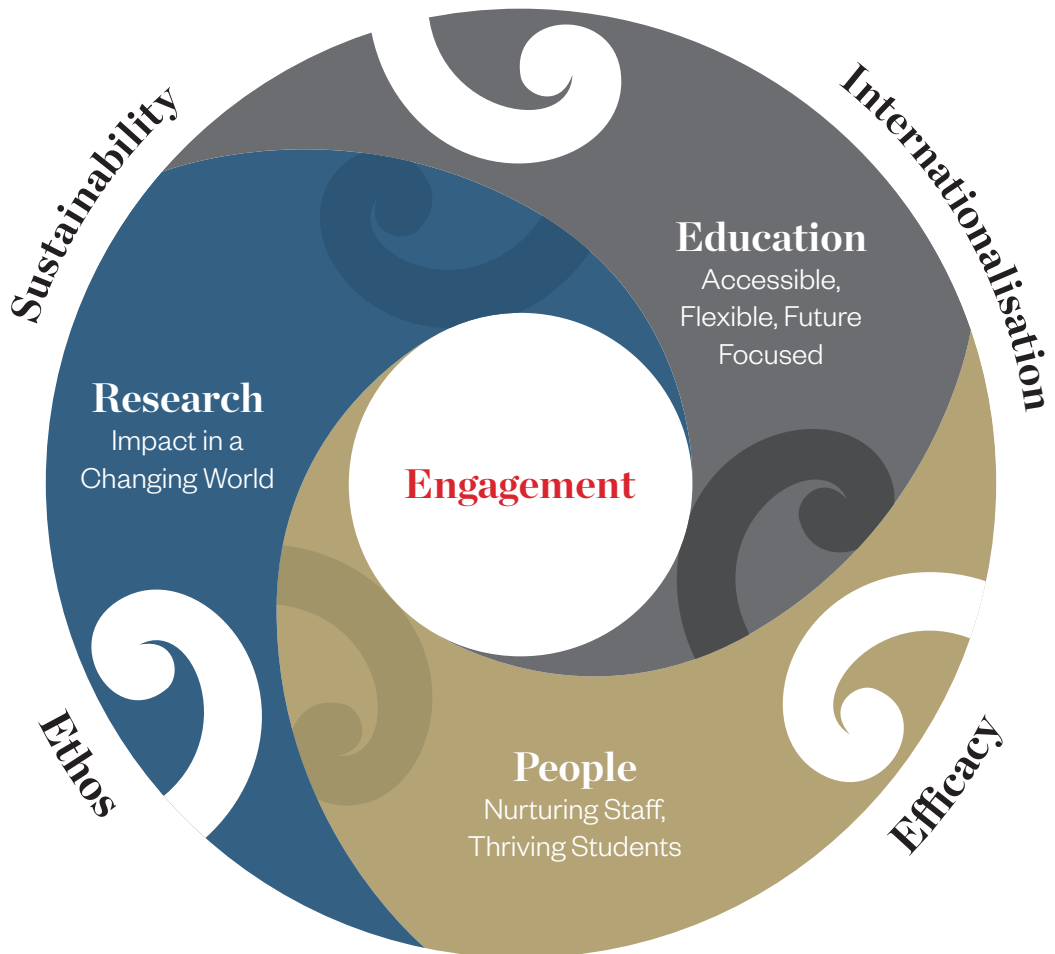 Sustainability
Internationalisation
Education
Accessible,
Flexible, Future
Focused
Research
Impact in a
Changing World
Engagement
People
Nurturing Staff,
Thriving Students
Ethos
Efficacy